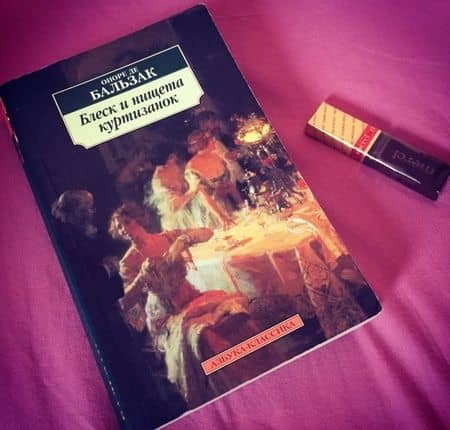 ОНОРЕ ДЕ
БАЛЬЗАК
Блеск и нищета
куртизанок
АЗБУКА-КЛАССИКА